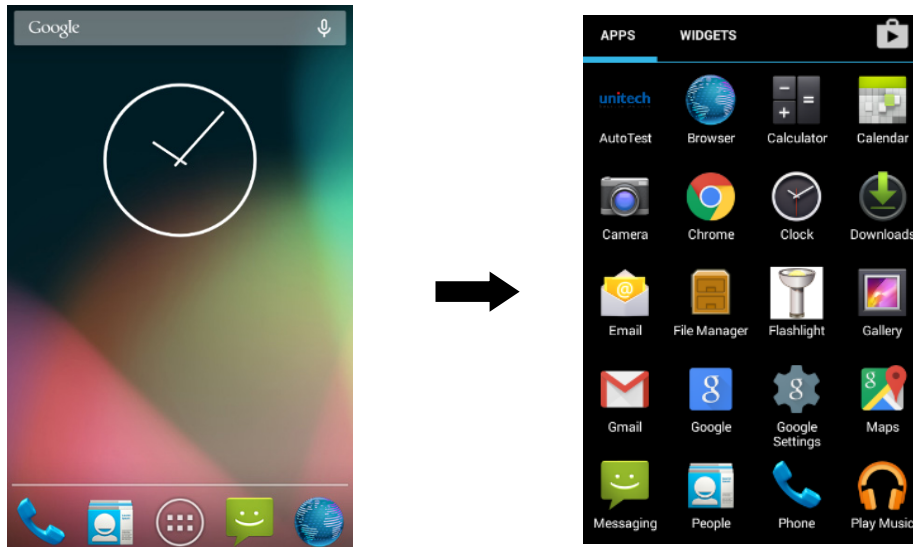 Google
APPS WIDGETS
unitech
AutoTest Browser Calculator Calendar
Camera Chrome Clock Downloads
Email File Manager Flashlight Gallery
Gmail Google Google Settings Maps
Messaging People Phone Play Music